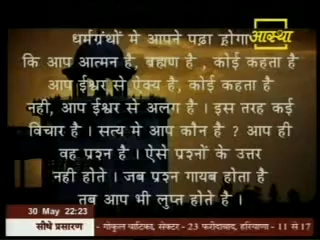 धर्मग्रंथों मे आपने पढ़ा होगा
आस्था
कि आप आत्मन है, ब्रह्मण है , कोई कहता है
आप ईश्वर से ऐक्य है, कोई कहता है
नही, आप ईश्वर से अलग है । इस तरह कई
विचार है । सत्य मे आप कौन है ? आप ही
वह प्रश्न है । ऐसे प्रश्नों के उत्तर
नही होते । जब प्रश्न गायब होता है
तब आप भी लुप्त होते है ।
30 May 22:23
सीधे प्रसारण - गोकुल वाटिका, सेक्टर - 23 फरीदाबाद, हरियाणा - 11 से 17